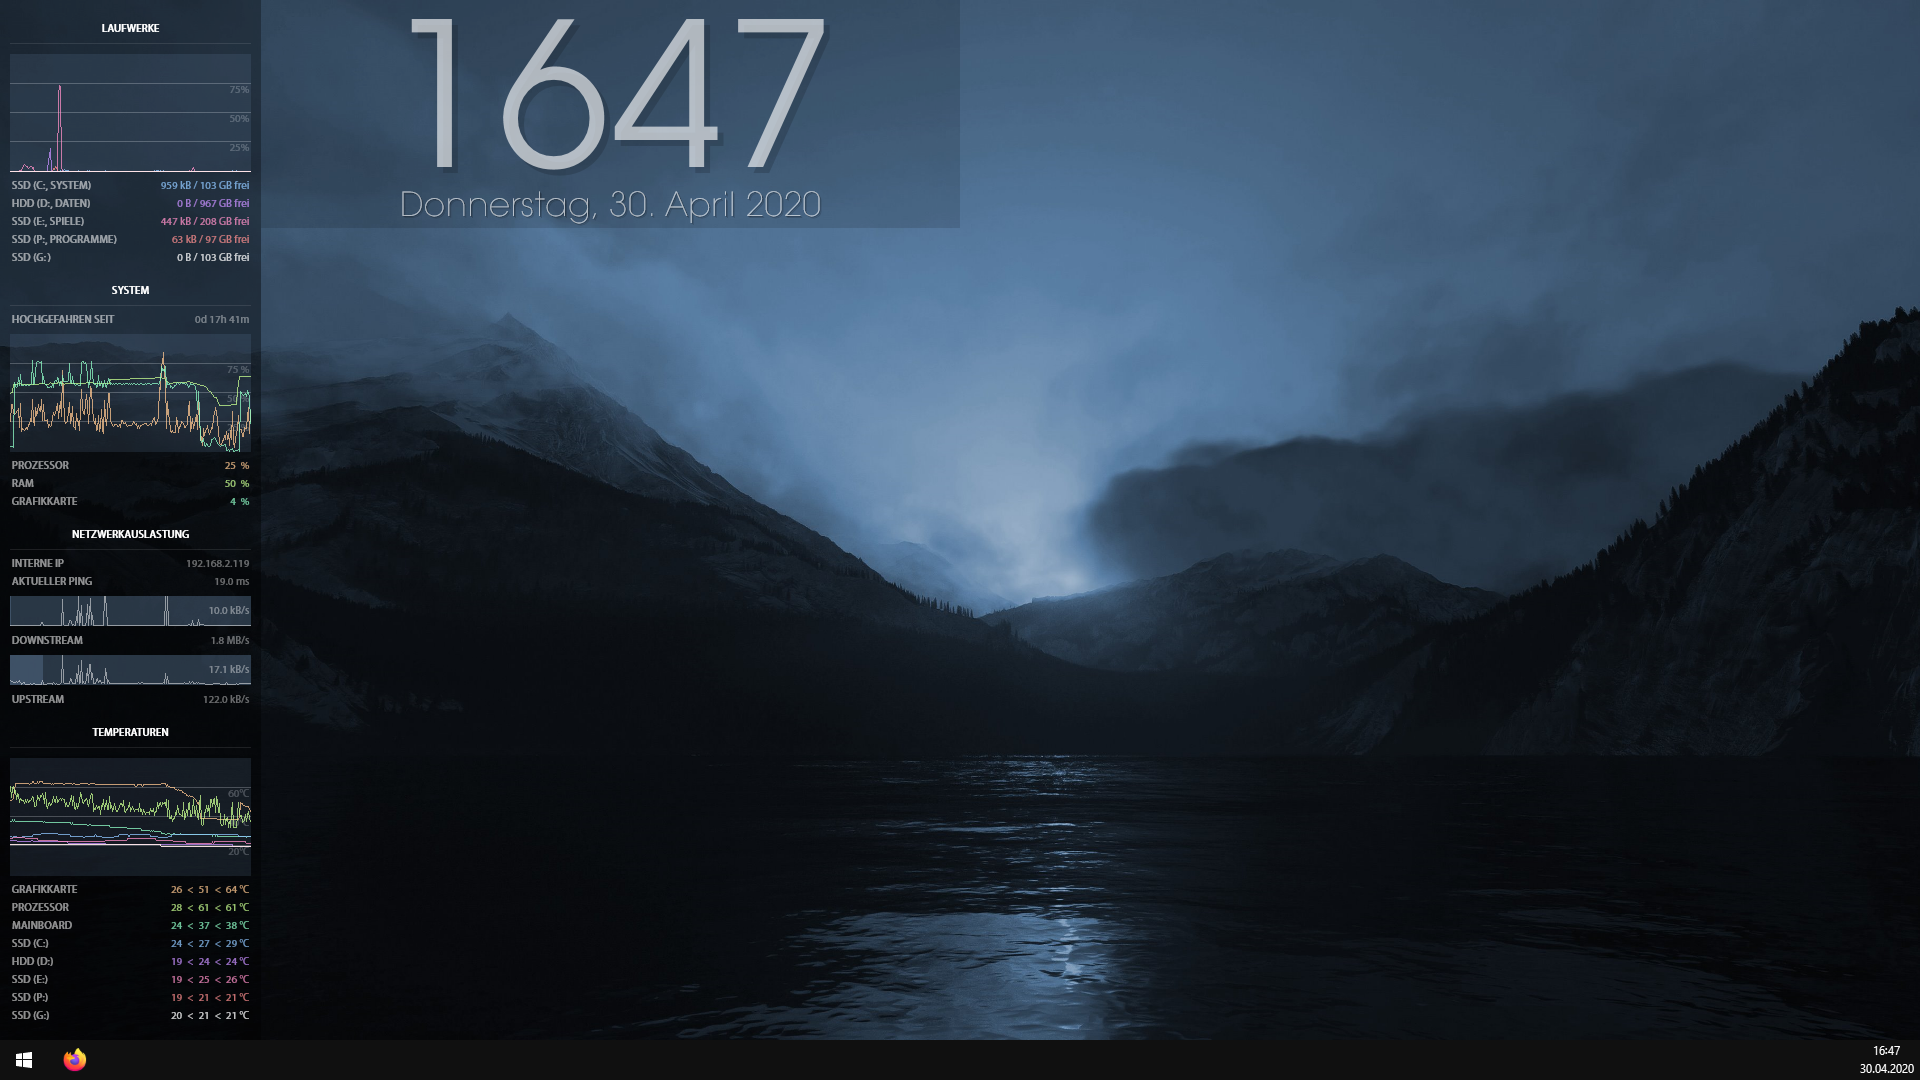 LAUFWERKE
75%
50%
25%
SSD (C:, SYSTEM) 959 kB / 103 GB frei
HDD (D:, DATEN) 0 B / 967 GB frei
SSD (E:, SPIELE) 447 kB / 208 GB frei
SSD (P:, PROGRAMME) 63 kB / 97 GB frei
SSD (G: ) 0 B / 103 GB frei
SYSTEM
HOCHGEFAHREN SEIT 0d 17h 41m
75 %
PROZESSOR 25 %
RAM 50 %
GRAFIKKARTE 4 %
NETZWERKAUSLASTUNG
INTERNE IP 192.168.2.119
AKTUELLER PING 19.0 ms
10.0 kB/s
DOWNSTREAM 1.8 MB/s
17.1 kB/s
UPSTREAM 122.0 kB/s
TEMPERATUREN
60°C
20°C
GRAFIKKARTE 26 < 51 < 64 °C
PROZESSOR 28 < 61 < 61 °C
MAINBOARD 24 < 37 < 38 °C
SSD (C:) 24 < 27 < 29 °C
HDD (D:) 19 < 24 < 24 °C
SSD (E:) 19 < 25 < 26 °C
SSD (P:) 19 < 21 < 21 °C
SSD (G:) 20 < 21 < 21 °C
1647
Donnerstag, 30. April 2020
16:47
30.04.2020